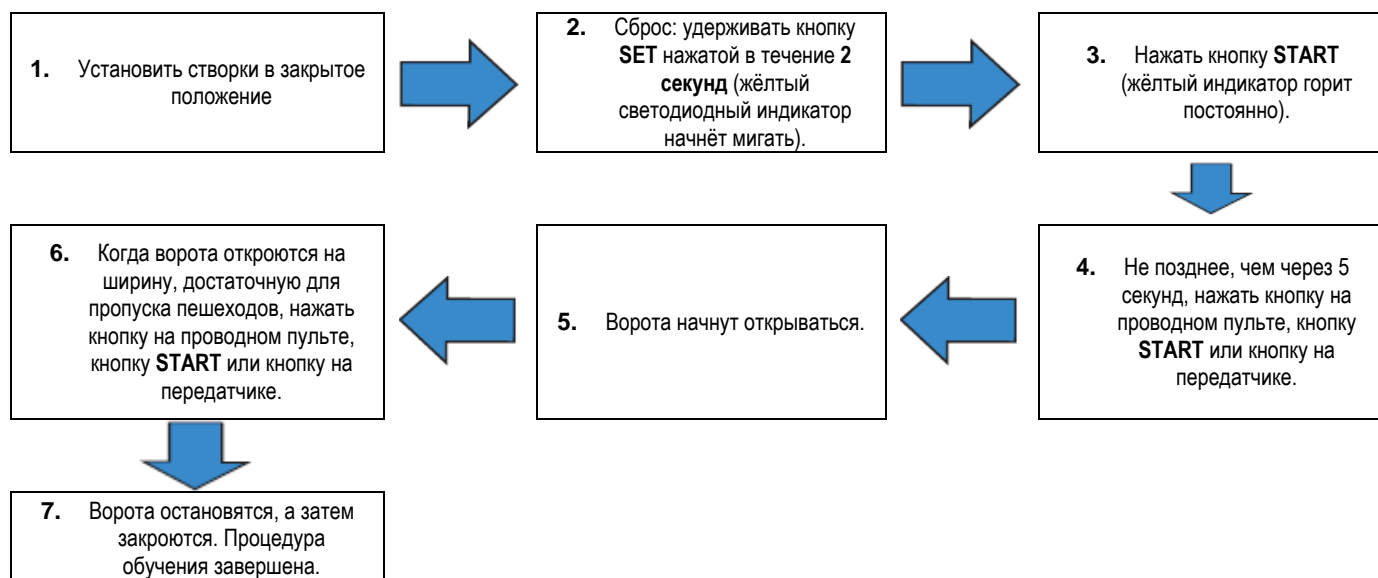 1. Установить створки в закрытое
положение
2. Сброс: удерживать кнопку
SET нажатой в течение 2
секунд (жёлтый
светодиодный индикатор
начнёт мигать).
3. Нажать кнопку START
(жёлтый индикатор горит
постоянно).
4. Не позднее, чем через 5
секунд, нажать кнопку на
проводном пульте, кнопку
START или кнопку на
передатчике.
5. Ворота начнут открываться.
6. Когда ворота откроются на
ширину, достаточную для
пропуска пешеходов, нажать
кнопку на проводном пульте,
кнопку START или кнопку на
передатчике.
7. Ворота остановятся, а затем
закроются. Процедура
обучения завершена.